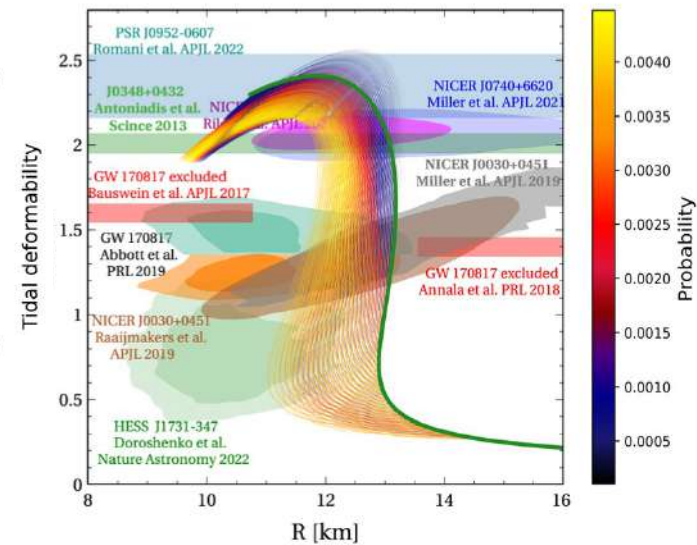 PSR J0952-0607
Romani et al. APJL 2022
J0348+0432
Antoniadis et al.
Scince 2013
NICER J0740+6620
Miller et al. APJL 2021
NICER J0030+0451
Miller et al. 2019
GW 170817 excluded
Bauswein et al. APJL 2017
GW 170817
Abbott et al.
PRL 2019
GW 170817 excluded
Annala et al. PRL 2018
NICER J0030+0451
Raaijmakers et al.
APJL 2019
HESS J1731-347
Doroshenko et al.
Nature Astronomy 2022
Tidal deformability
2.5
2
1.5
1
0.5
0
8
10
12
14
16
R [km]
0.0040
0.0035
0.0030
0.0025
0.0020
0.0015
0.0010
0.0005
Probability